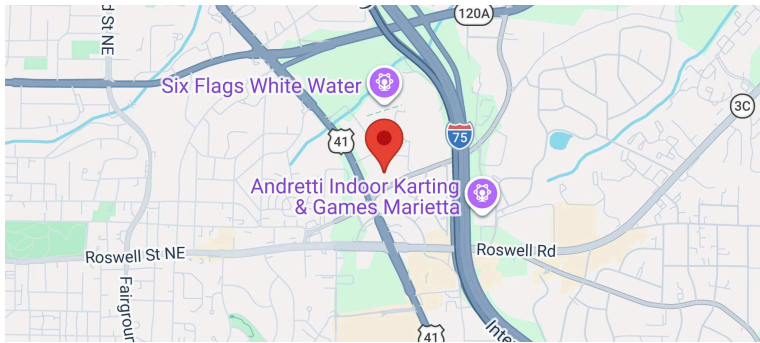 120A
d St NE
Six Flags White Water
3C
41
75
Andretti Indoor Karting
& Games Marietta
Roswell St NE
Roswell Rd
Fairgroun
Inte
41